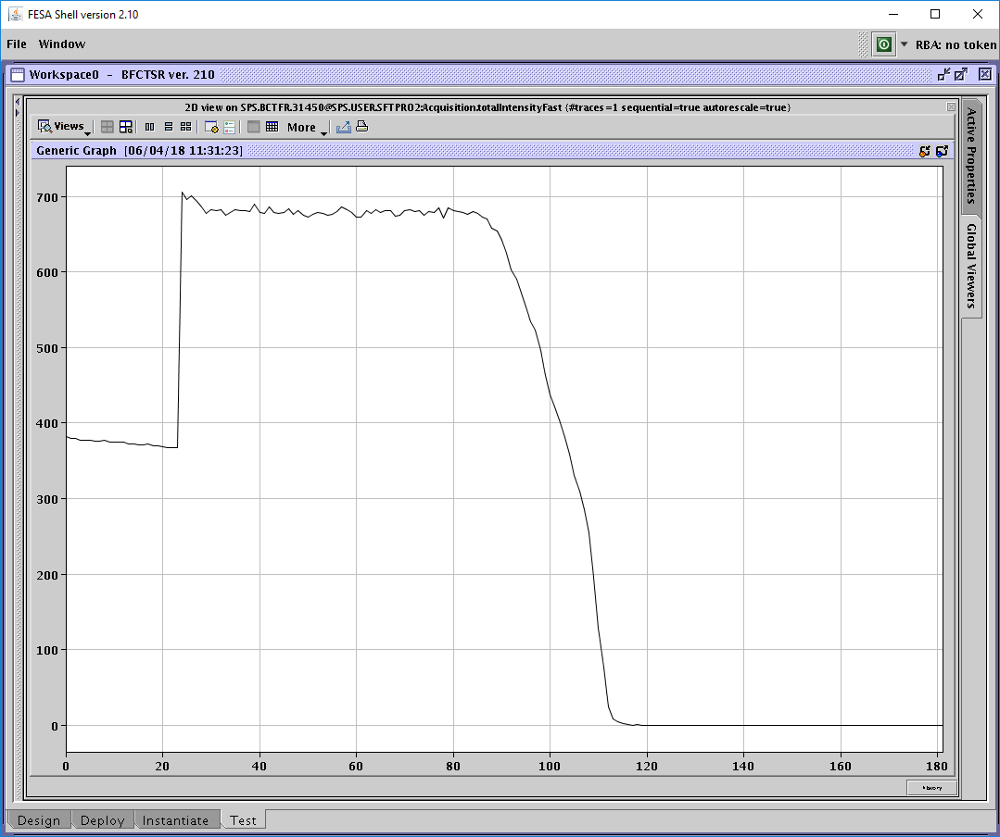 FESA Shell version 2.10
File Window
RBA: no token
Workspace0 - BFCTSR ver. 210
2D view on SPS.BCTFR.31450@SPS.USER.SFTPRO2:Acquisition.totalIntensityFast {#traces=1 sequential=true autorescale=true}
Views
More
Generic Graph [06/04/18 11:31:23]
Active Properties
Global Viewers
700
600
500
400
300
200
100
0
0 20 40 60 80 100 120 140 160 180
Design Deploy Instantiate Test